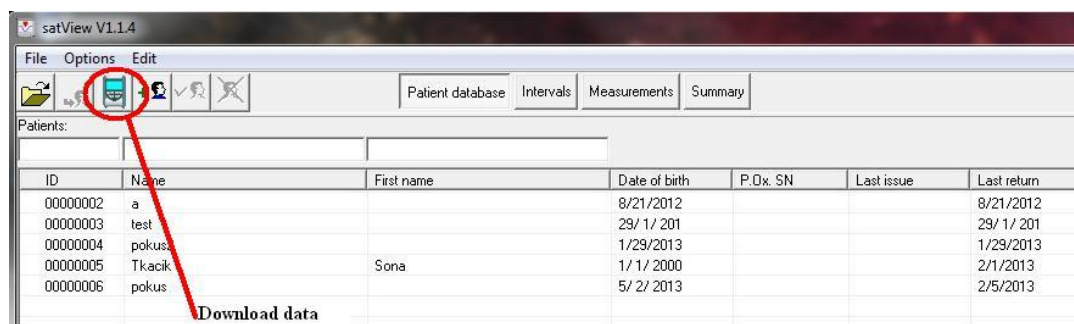 satView V1.1.4
File Options Edit
Patient database Intervals Measurements Summary
Patients:
ID Name First name Date of birth P.Ox. SN Last issue Last return
00000002 a 8/21/2012 8/21/2012
00000003 test 29/ 1/ 201 29/ 1/ 201
00000004 pokus 1/29/2013 1/29/2013
00000005 Tkacik Sona 1/ 1/ 2000 2/1/2013
00000006 pokus 5/ 2/ 2013 2/5/2013
Download data